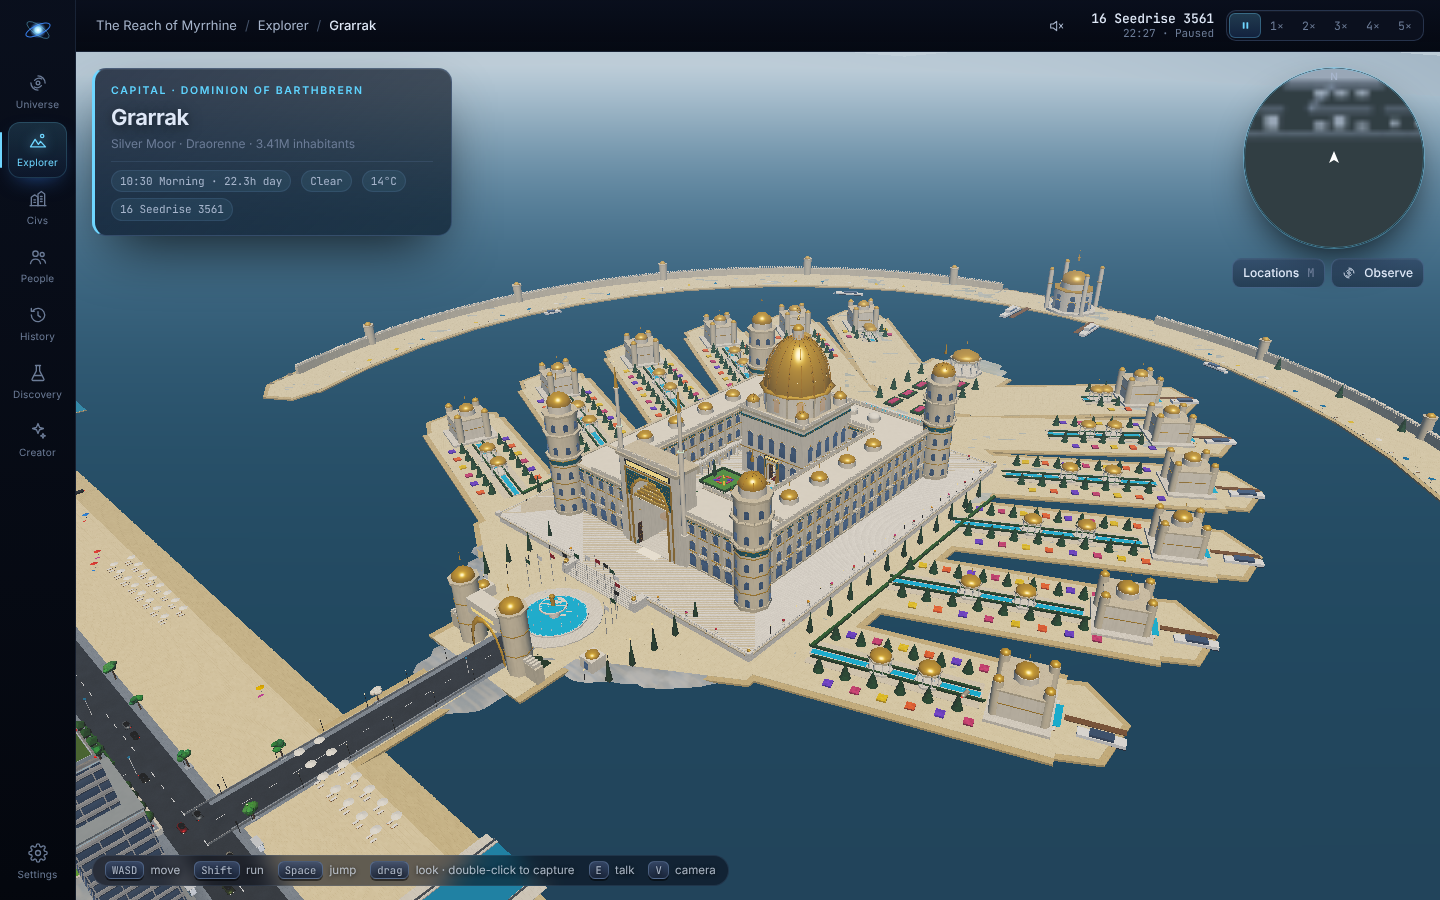 The Reach of Myrrhine / Explorer / Grarrak
16 Seedrise 3561
22:27 · Paused
1× 2× 3× 4× 5×
Universe
Explorer
Civs
People
History
Discovery
Creator
Settings
CAPITAL · DOMINION OF BARTHBRERN
Grarrak
Silver Moor · Draorenne · 3.41M inhabitants
10:30 Morning · 22.3h day
Clear
14°C
16 Seedrise 3561
N
Locations M
Observe
WASD move Shift run Space jump drag look · double-click to capture E talk V camera